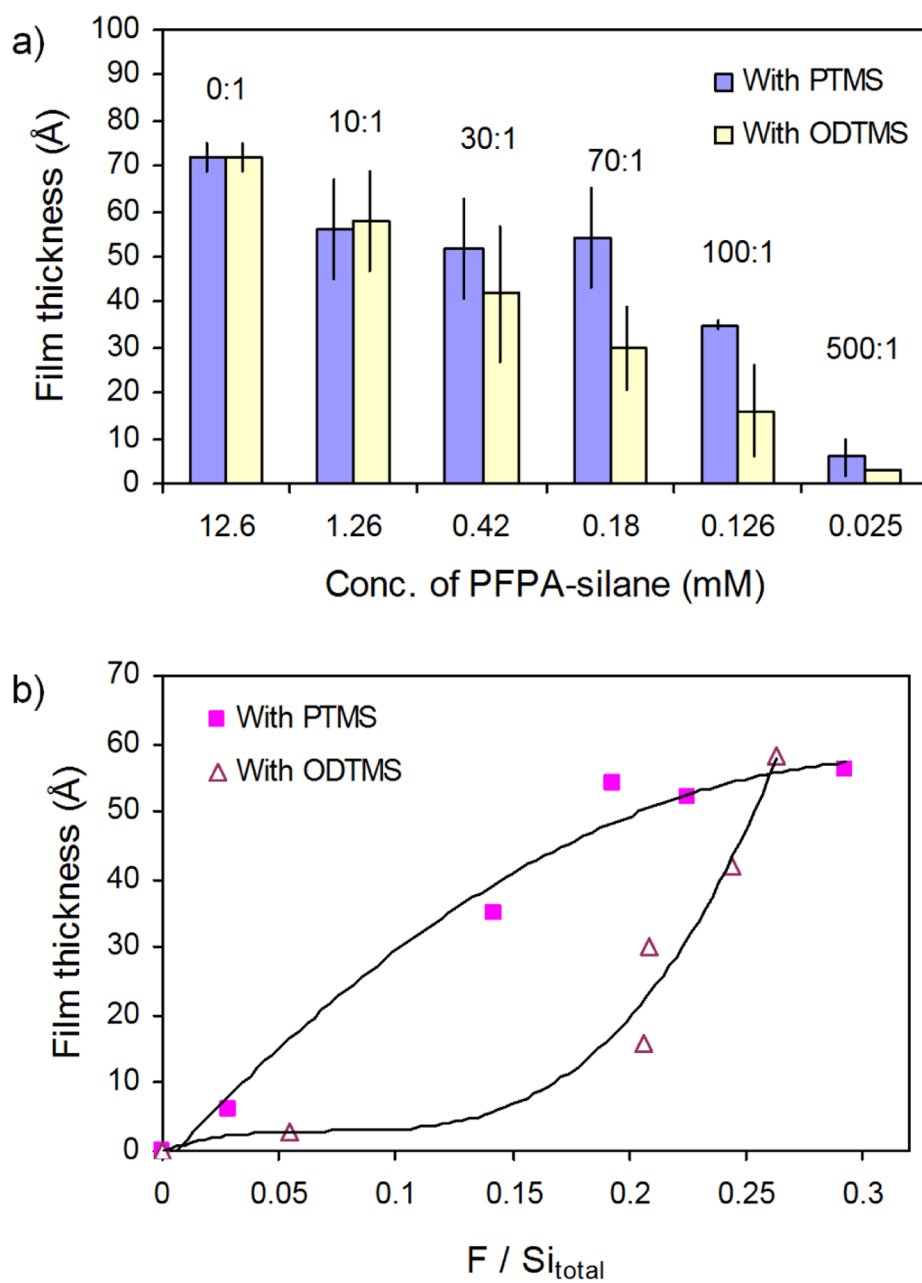 a)
Film thickness (Å)
100
90
80
70
60
50
40
30
20
10
0
With PTMS
With ODTMS
0:1
10:1
30:1
70:1
100:1
500:1
12.6 1.26 0.42 0.18 0.126 0.025
Conc. of PFPA-silane (mM)
b)
Film thickness (Å)
70
60
50
40
30
20
10
0
With PTMS
With ODTMS
0 0.05 0.1 0.15 0.2 0.25 0.3
F / Si total